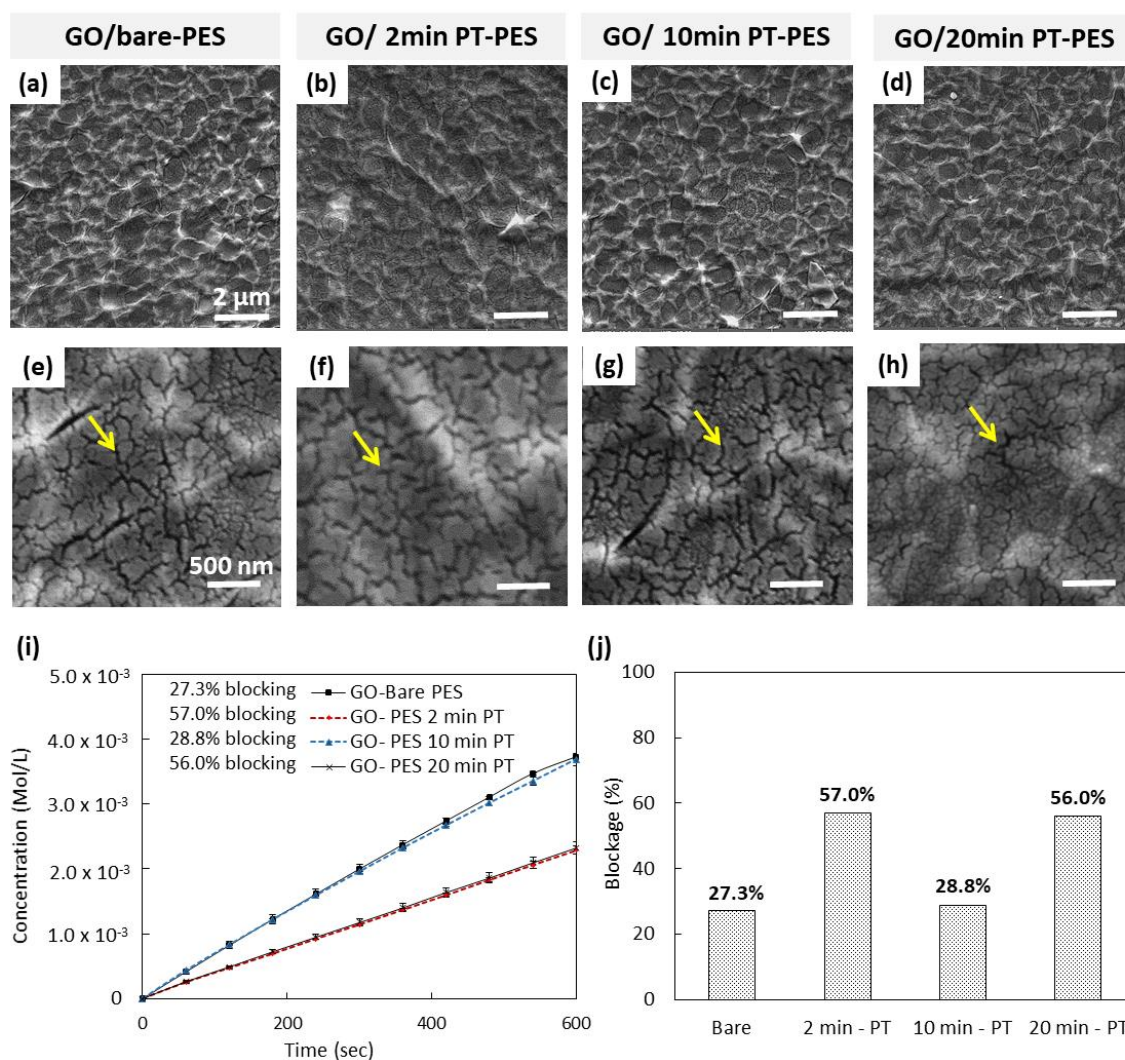 GO/bare-PES
GO/ 2min PT-PES
GO/ 10min PT-PES
GO/20min PT-PES
(a)
(b)
(c)
(d)
2 µm
(e)
(f)
(g)
(h)
500 nm
(i)
5.0 x 10⁻³
4.0 x 10⁻³
3.0 x 10⁻³
2.0 x 10⁻³
1.0 x 10⁻³
0
Concentration (Mol/L)
27.3% blocking GO-Bare PES
57.0% blocking GO- PES 2 min PT
28.8% blocking GO- PES 10 min PT
56.0% blocking GO- PES 20 min PT
0 200 400 600
Time (sec)
(j)
100
80
60
40
20
0
Blockage (%)
27.3%
57.0%
28.8%
56.0%
Bare 2 min - PT 10 min - PT 20 min - PT